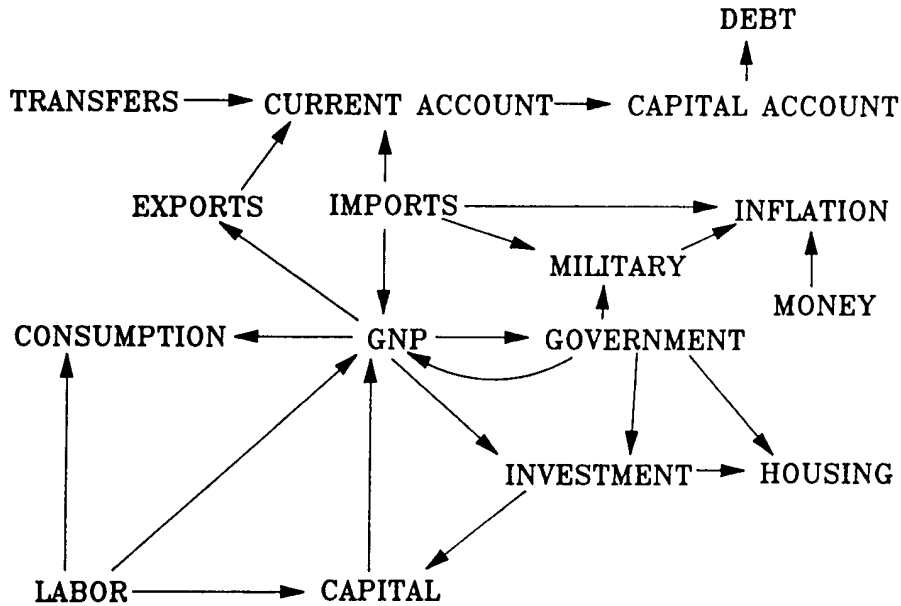 DEBT
TRANSFERS
CURRENT ACCOUNT
CAPITAL ACCOUNT
EXPORTS
IMPORTS
INFLATION
MILITARY
MONEY
CONSUMPTION
GNP
GOVERNMENT
INVESTMENT
HOUSING
LABOR
CAPITAL